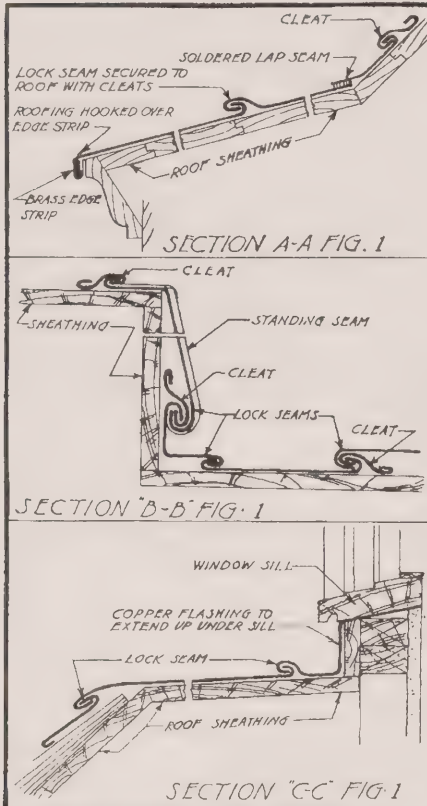 CLEAT
SOLDERED LAP SEAM
LOCK SEAM SECURED TO
ROOF WITH CLEATS
ROOFING HOOKED OVER
EDGE STRIP
ROOF SHEATHING
BRASS EDGE
STRIP
SECTION A-A FIG. 1
CLEAT
SHEATHING
STANDING SEAM
CLEAT
LOCK SEAMS
CLEAT
SECTION "B-B" FIG. 1
WINDOW SILL
COPPER FLASHING TO
EXTEND UP UNDER SILL
LOCK SEAM
ROOF SHEATHING
SECTION "C-C" FIG. 1